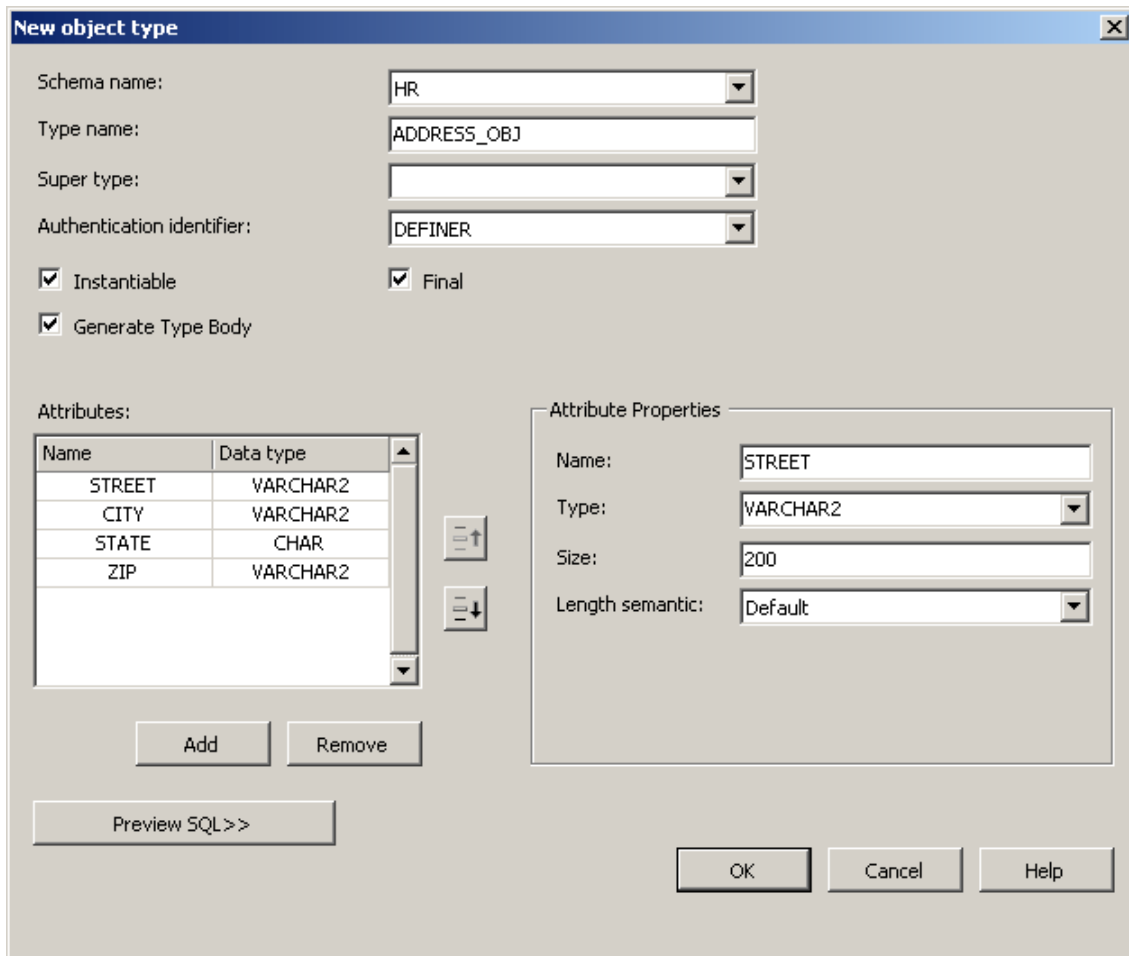 New object type
Schema name: HR
Type name: ADDRESS_OBJ
Super type:
Authentication identifier: DEFINER
Instantiable Final
Generate Type Body
Attributes:
Name Data type
STREET VARCHAR2
CITY VARCHAR2
STATE CHAR
ZIP VARCHAR2
Add Remove
Attribute Properties
Name: STREET
Type: VARCHAR2
Size: 200
Length semantic: Default
Preview SQL>>
OK Cancel Help